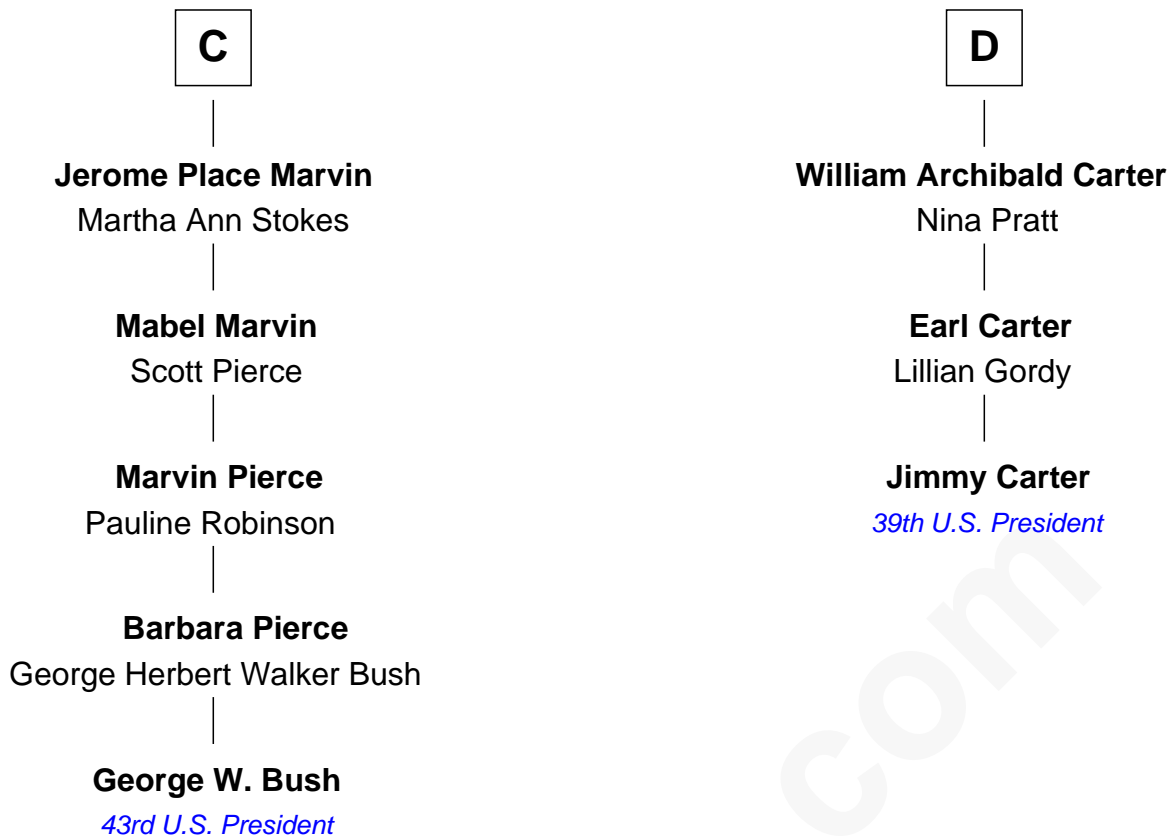 C
Jerome Place Marvin
Martha Ann Stokes
Mabel Marvin
Scott Pierce
Marvin Pierce
Pauline Robinson
Barbara Pierce
George Herbert Walker Bush
George W. Bush
43rd U.S. President
D
William Archibald Carter
Nina Pratt
Earl Carter
Lillian Gordy
Jimmy Carter
39th U.S. President
com